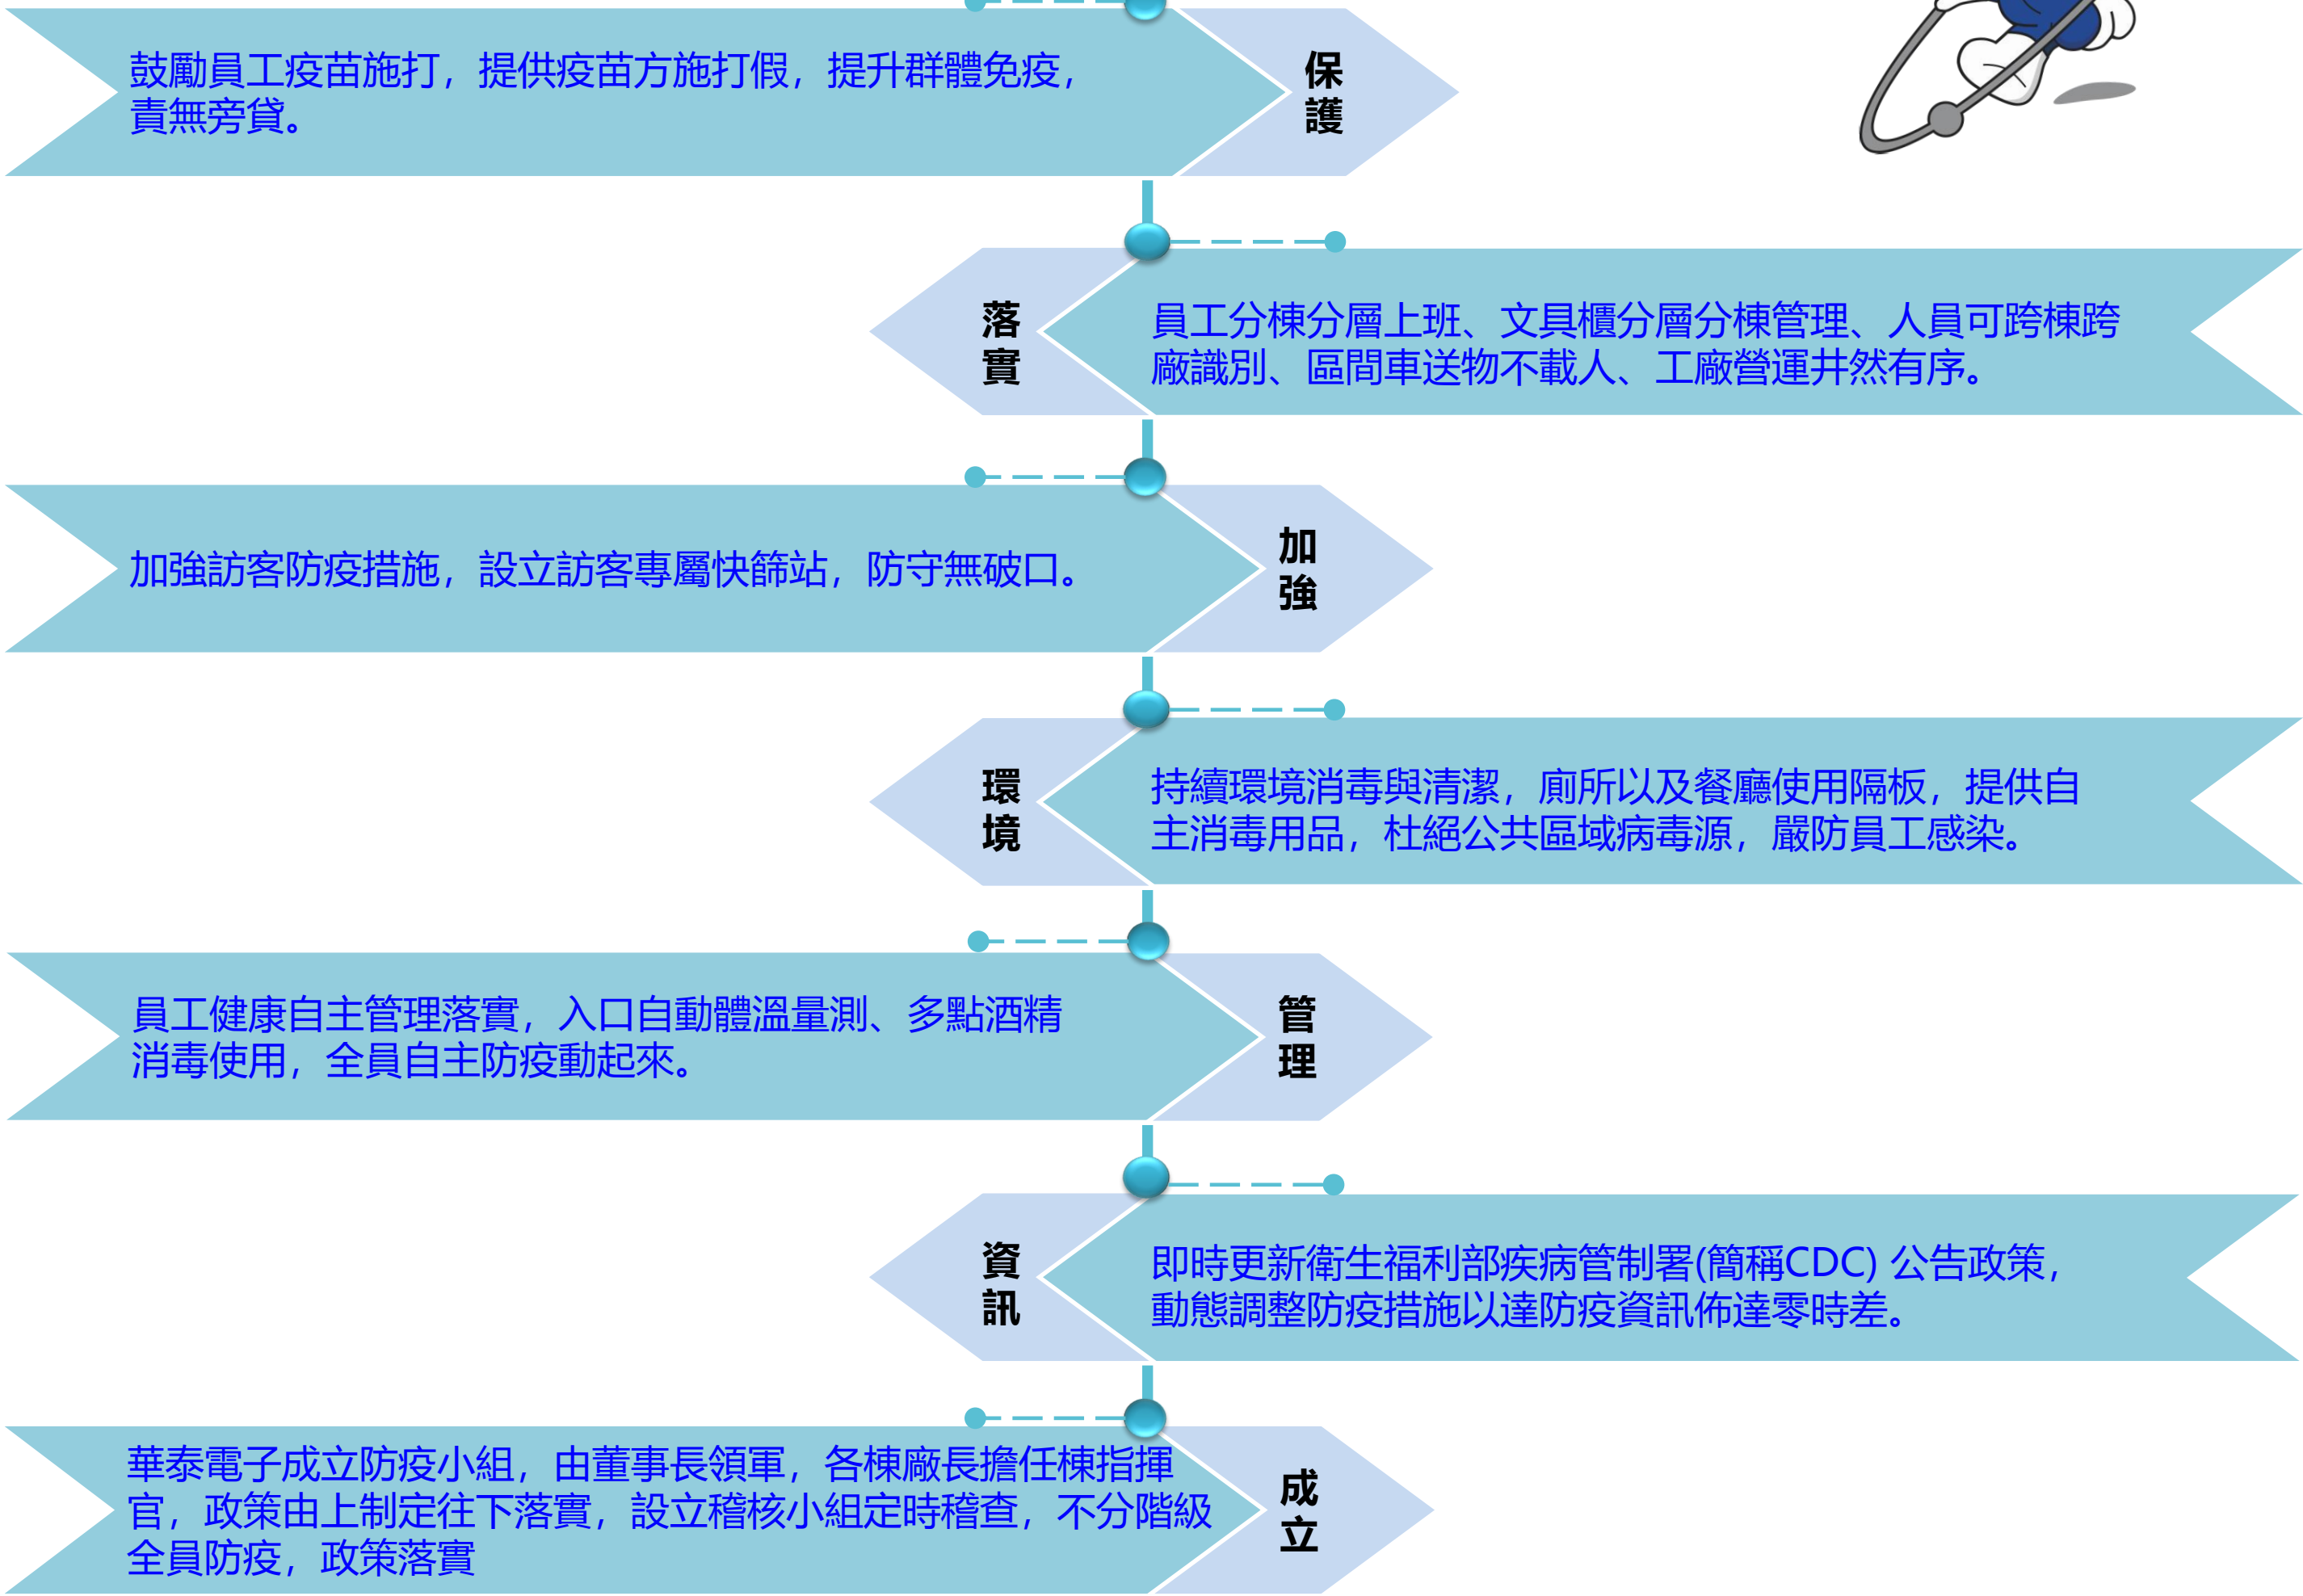 鼓勵員工疫苗施打，提供疫苗方施打假，提升群體免疫，
責無旁貸。
保
護
落
實
員工分棟分層上班、文具櫃分層分棟管理、人員可跨棟跨
廠識別、區間車送物不載人、工廠營運井然有序。
加強訪客防疫措施，設立訪客專屬快篩站，防守無破口。
加
強
環
境
持續環境消毒與清潔，廁所以及餐廳使用隔板，提供自
主消毒用品，杜絕公共區域病毒源，嚴防員工感染。
員工健康自主管理落實，入口自動體溫量測、多點酒精
消毒使用，全員自主防疫動起來。
管
理
資
訊
即時更新衛生福利部疾病管制署(簡稱CDC) 公告政策，
動態調整防疫措施以達防疫資訊佈達零時差。
華泰電子成立防疫小組，由董事長領軍，各棟廠長擔任棟指揮
官，政策由上制定往下落實，設立稽核小組定時稽查，不分階級
全員防疫，政策落實
成
立